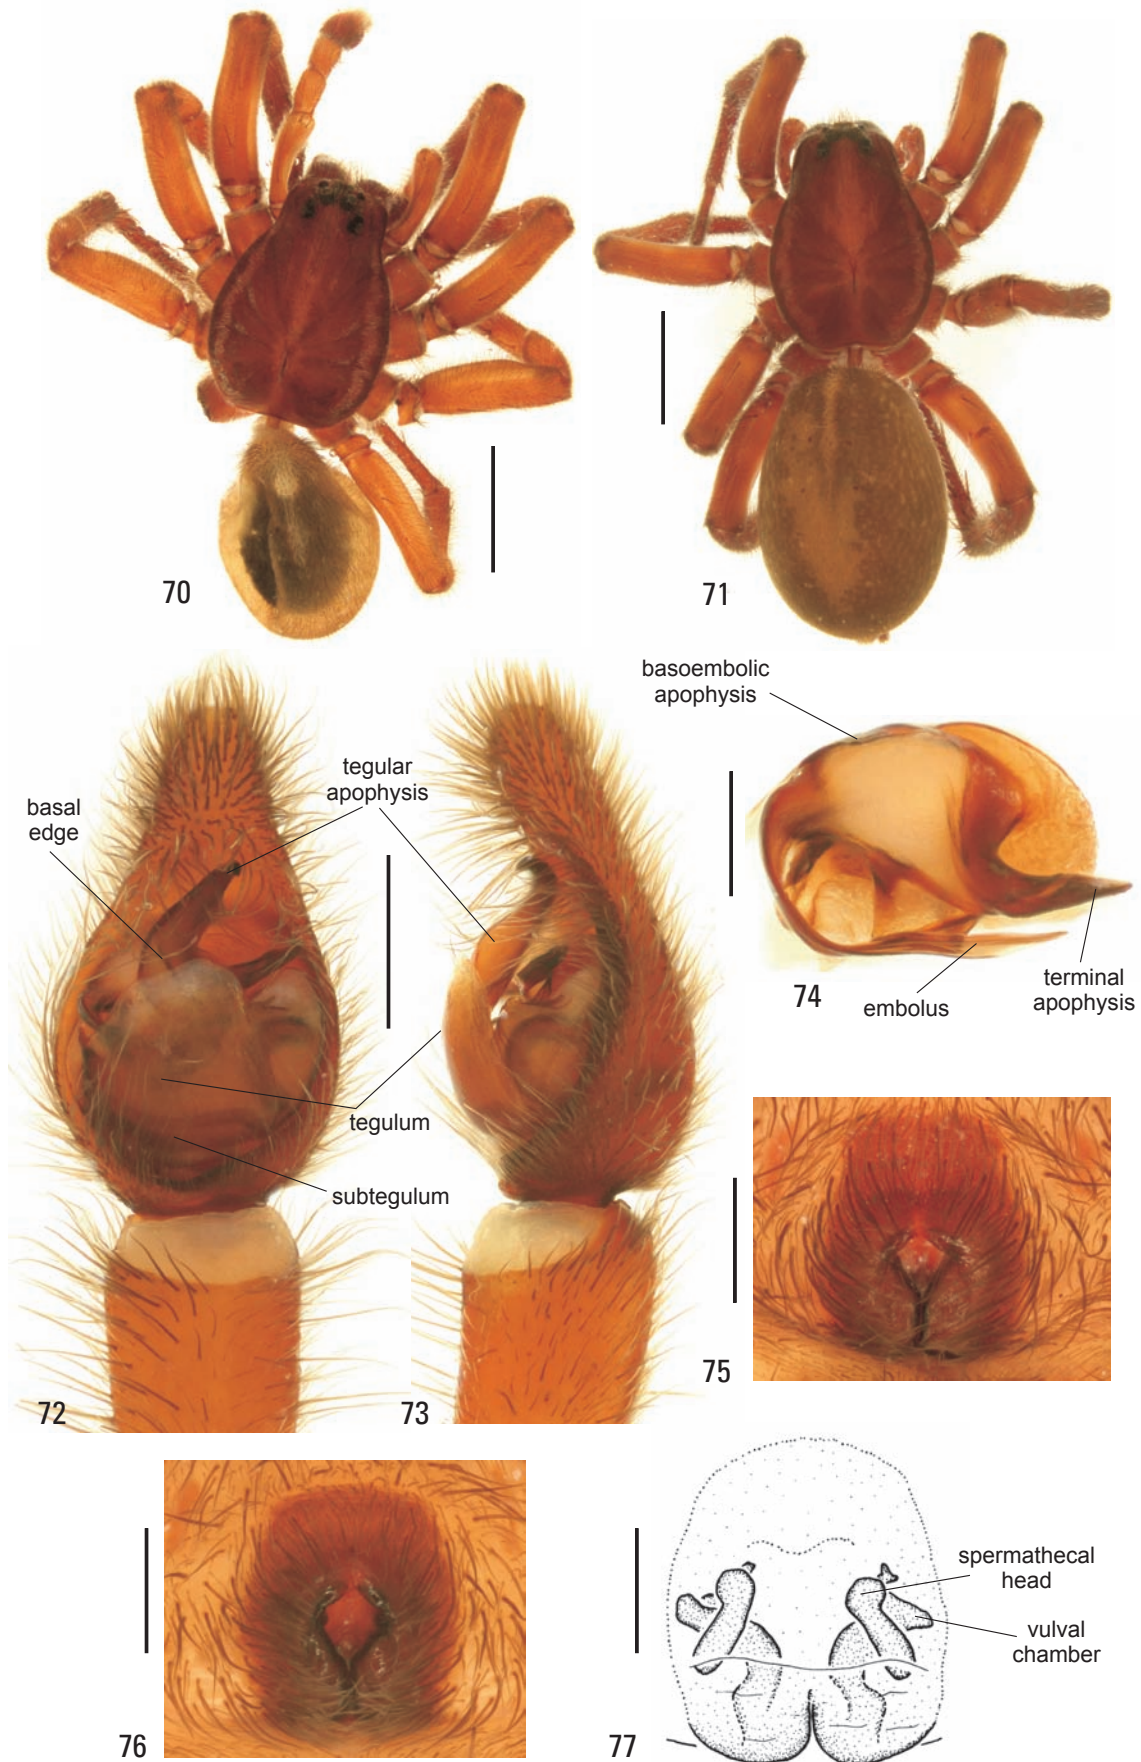 70
71
basoembolic
apophysis
tegular
apophysis
basal
edge
74
embolus
terminal
apophysis
tegulum
subtegulum
72
73
75
76
spermathecal
head
vulval
chamber
77